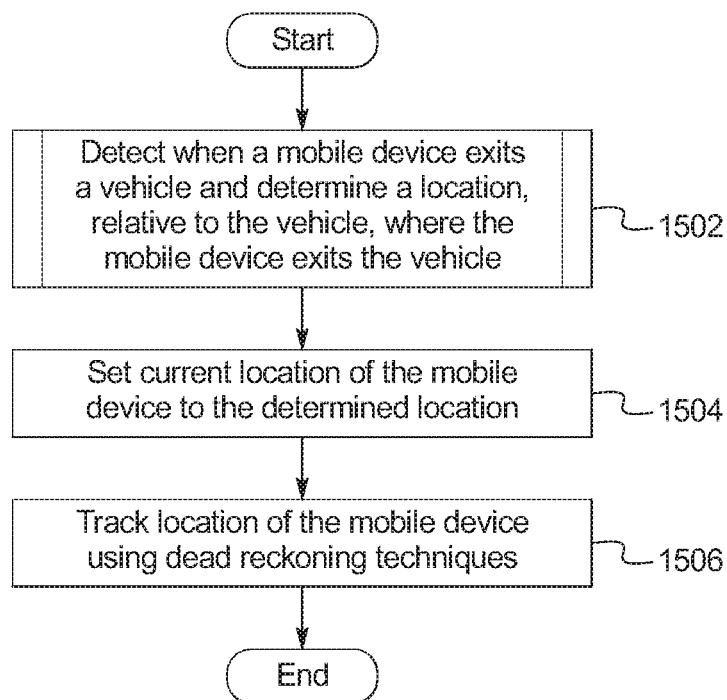 Start
Detect when a mobile device exits
a vehicle and determine a location,
relative to the vehicle, where the
mobile device exits the vehicle
1502
Set current location of the mobile
device to the determined location
1504
Track location of the mobile device
using dead reckoning techniques
1506
End